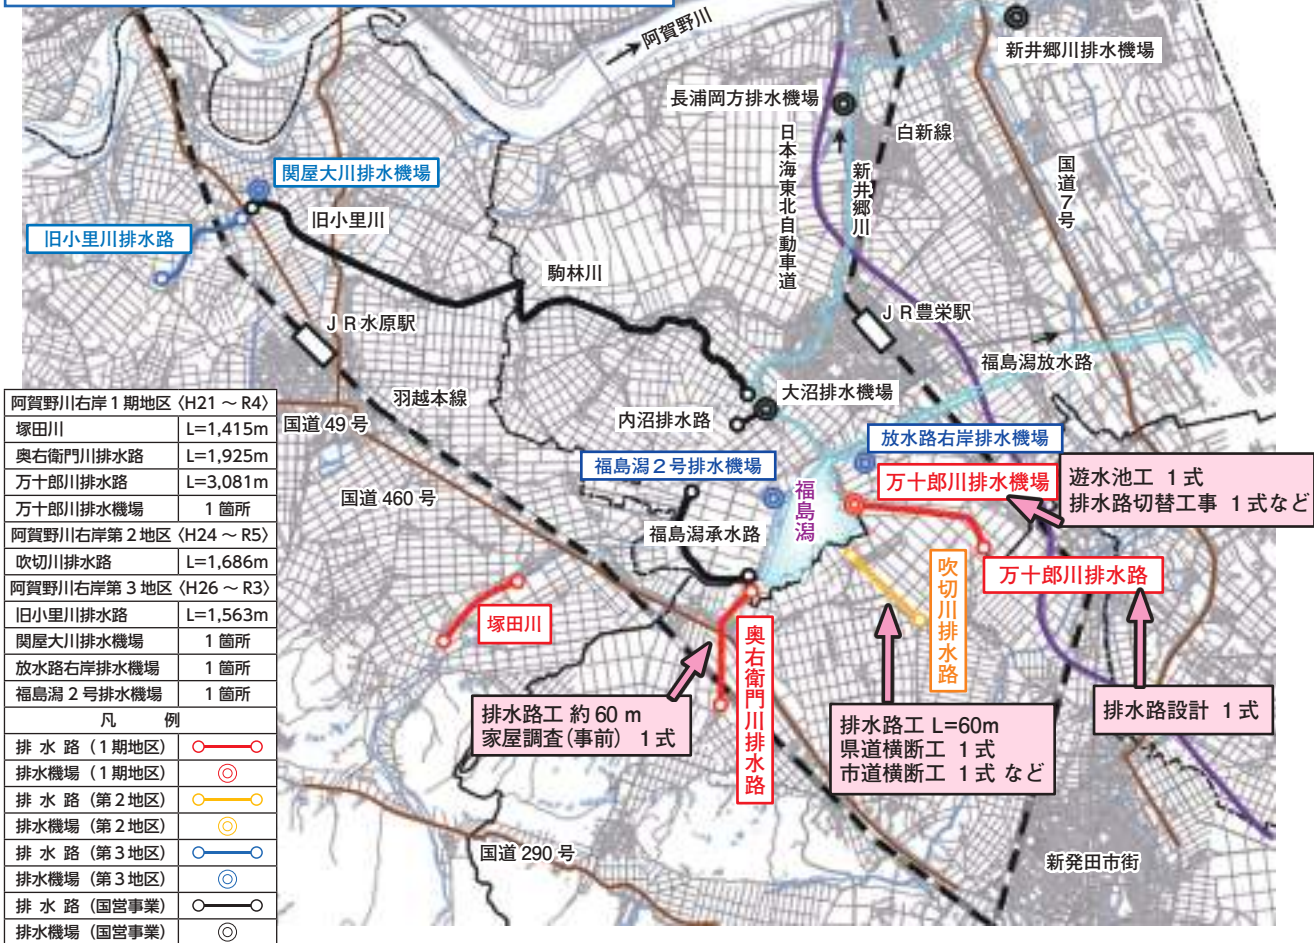 阿賀野川
新井郷川排水機場
長浦岡方排水機場
白新線
日本海東北自動車道
新井郷川
国道7号
関屋大川排水機場
旧小里川
旧小里川排水路
駒林川
JR水原駅
JR豊栄駅
福島潟放水路
羽越本線
大沼排水機場
内沼排水路
国道49号
放水路右岸排水機場
福島潟2号排水機場
国道460号
福島潟
万十郎川排水機場
遊水池工 1式
排水路切替工事 1式など
福島潟承水路
吹切川排水路
万十郎川排水路
塚田川
奥右衛門川排水路
排水路工 約60 m
家屋調査(事前) 1式
排水路工 L=60m
県道横断工 1式
市道横断工 1式 など
排水路設計 1式
国道290号
新発田市街
阿賀野川右岸1期地区〈H21～R4〉
塚田川 L=1,415m
奥右衛門川排水路 L=1,925m
万十郎川排水路 L=3,081m
万十郎川排水機場 1箇所
阿賀野川右岸第2地区〈H24～R5〉
吹切川排水路 L=1,686m
阿賀野川右岸第3地区〈H26～R3〉
旧小里川排水路 L=1,563m
関屋大川排水機場 1箇所
放水路右岸排水機場 1箇所
福島潟2号排水機場 1箇所
凡 例
排水路(1期地区)
排水機場(1期地区)
排水路(第2地区)
排水機場(第2地区)
排水路(第3地区)
排水機場(第3地区)
排水路(国営事業)
排水機場(国営事業)